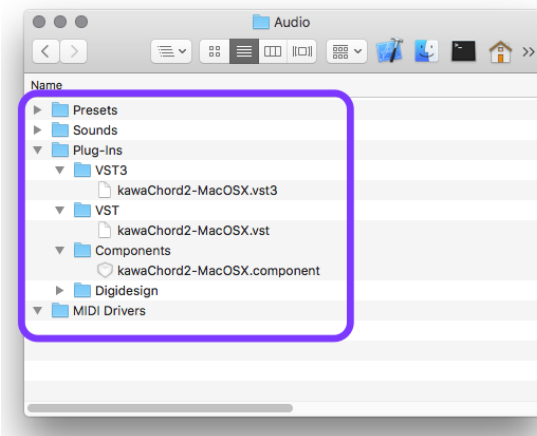 Audio
Name
Presets
Sounds
Plug-Ins
VST3
kawaChord2-MacOSX.vst3
VST
kawaChord2-MacOSX.vst
Components
kawaChord2-MacOSX.component
Digidesign
MIDI Drivers